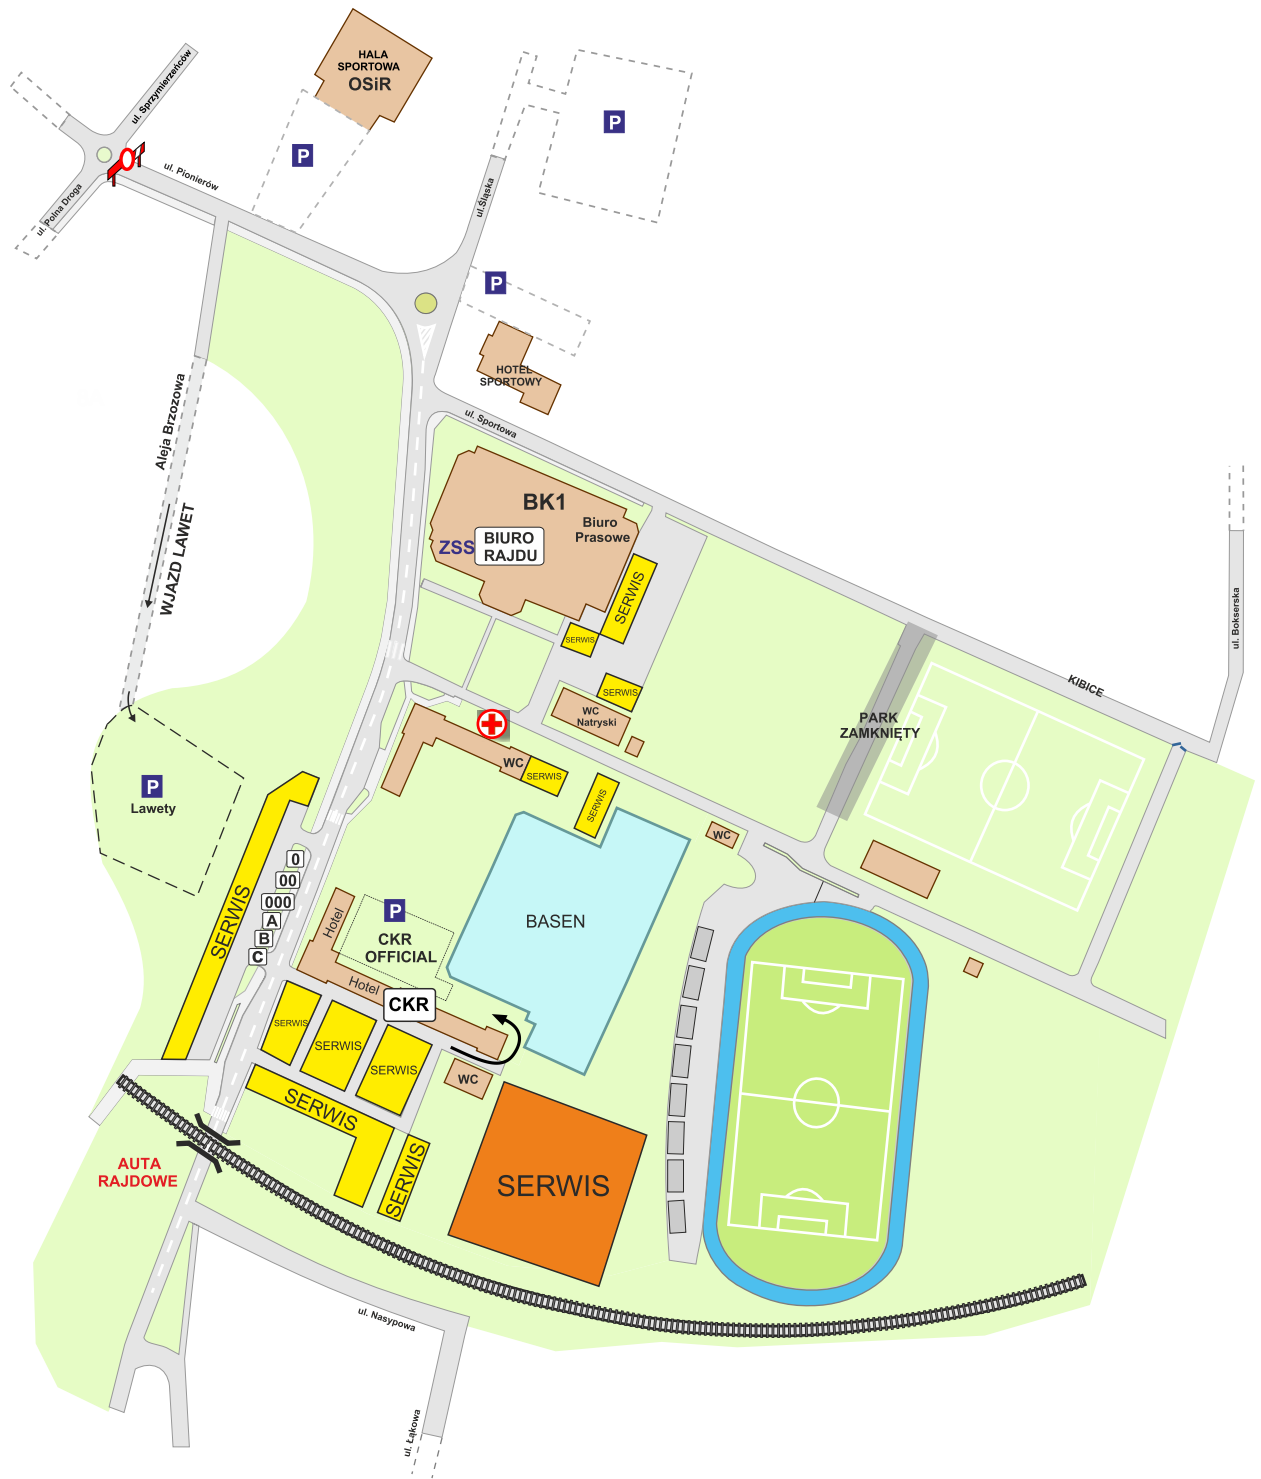 HALA
SPORTOWA
OSiR
ul. Sprzymierzeńców
P
P
ul. Pionierów
ul. Polna Droga
ul.Śląska
P
HOTEL
SPORTOWY
ul. Sportowa
Aleja Brzozowa
WJAZD LAWET
BK1
Biuro
Prasowe
ZSS
BIURO
RAJDU
SERWIS
SERWIS
SERWIS
WC
Natryski
ul. Bokserska
KIBICE
PARK
ZAMKNIĘTY
WC
SERWIS
SERWIS
P
Lawety
WC
0
00
000
A
B
C
SERWIS
Hotel
P
CKR
OFFICIAL
BASEN
Hotel
CKR
SERWIS
SERWIS
SERWIS
WC
SERWIS
SERWIS
SERWIS
AUTA
RAJDOWE
ul. Nasypowa
ul. Łąkowa